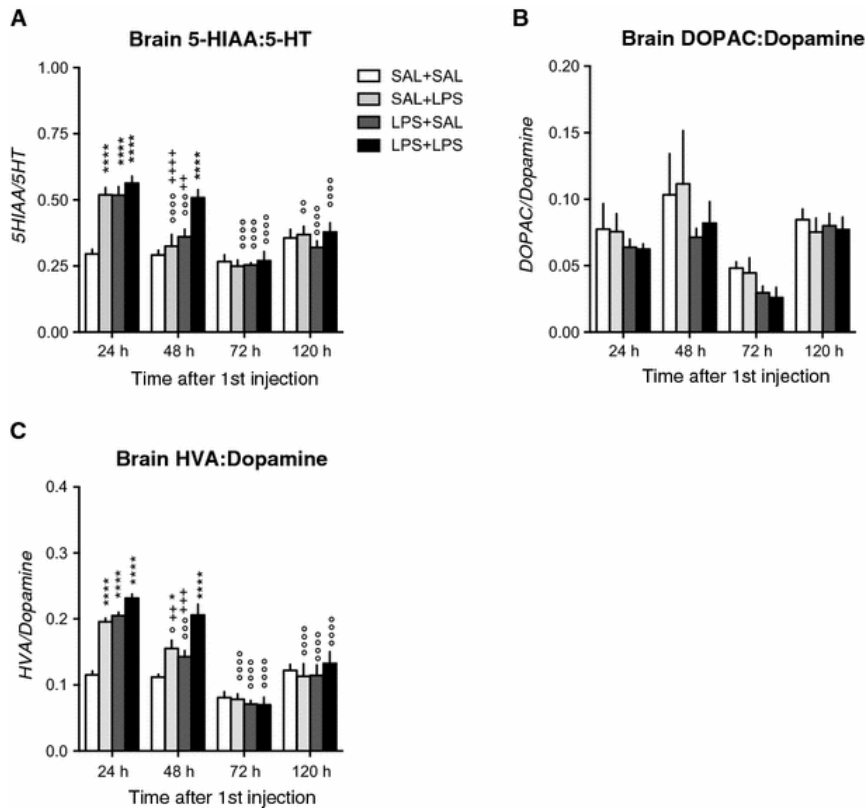 A
Brain 5-HIAA:5-HT
1.00
0.75
0.50
0.25
0.00
5HIAA/5HT
****
****
****
°°°° ++++
°°° ++
****
°°°°
°°°°
°°°°
°°
°°°°
°°°°
24 h 48 h 72 h 120 h
Time after 1st injection
SAL+SAL
SAL+LPS
LPS+SAL
LPS+LPS
B
Brain DOPAC:Dopamine
0.20
0.15
0.10
0.05
0.00
DOPAC/Dopamine
24 h 48 h 72 h 120 h
Time after 1st injection
C
Brain HVA:Dopamine
0.4
0.3
0.2
0.1
0.0
HVA/Dopamine
****
****
****
° ++ *
°°° +++
****
°°°°
°°°°
°°°°
°°°°
°°°°
°°°°
24 h 48 h 72 h 120 h
Time after 1st injection